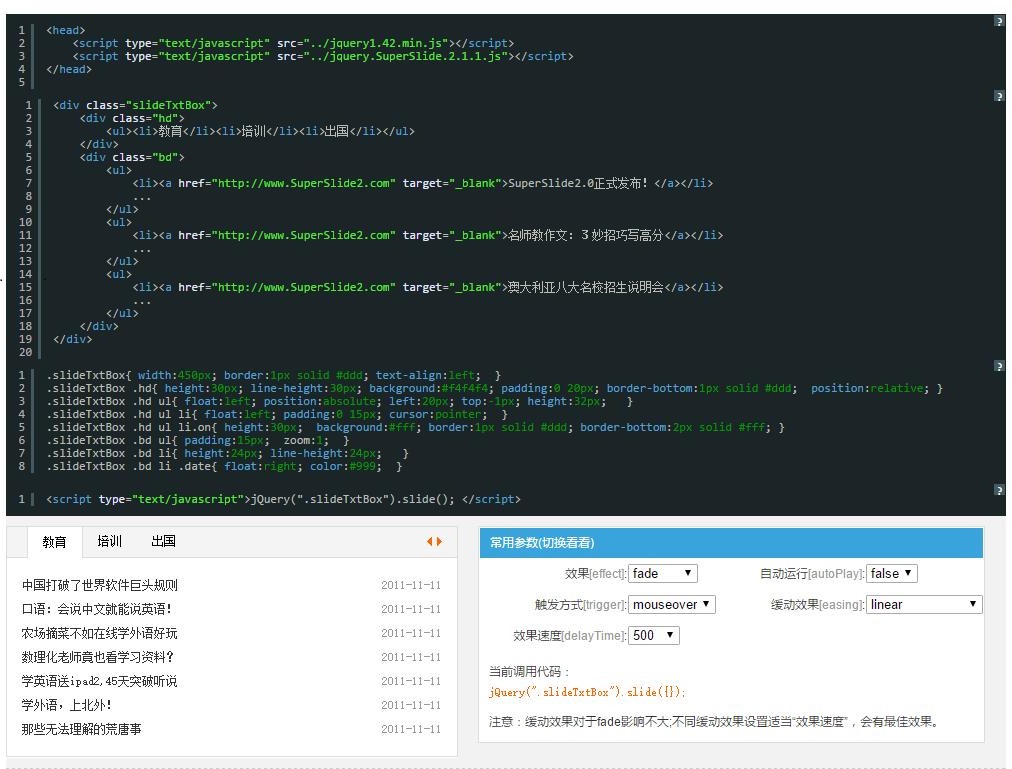 ?
1 <head>
2 <script type="text/javascript" src="../jquery1.42.min.js"></script>
3 <script type="text/javascript" src="../jquery.SuperSlide.2.1.1.js"></script>
4 </head>
5
?
1 <div class="slideTxtBox">
2 <div class="hd">
3 <ul><li>教育</li><li>培训</li><li>出国</li></ul>
4 </div>
5 <div class="bd">
6 <ul>
7 <li><a href="http://www.SuperSlide2.com" target="_blank">SuperSlide2.0正式发布！</a></li>
8 ...
9 </ul>
10 <ul>
11 <li><a href="http://www.SuperSlide2.com" target="_blank">名师教作文：３妙招巧写高分</a></li>
12 ...
13 </ul>
14 <ul>
15 <li><a href="http://www.SuperSlide2.com" target="_blank">澳大利亚八大名校招生说明会</a></li>
16 ...
17 </ul>
18 </div>
19 </div>
20
?
1 .slideTxtBox{ width:450px; border:1px solid #ddd; text-align:left; }
2 .slideTxtBox .hd{ height:30px; line-height:30px; background:#f4f4f4; padding:0 20px; border-bottom:1px solid #ddd; position:relative; }
3 .slideTxtBox .hd ul{ float:left; position:absolute; left:20px; top:-1px; height:32px; }
4 .slideTxtBox .hd ul li{ float:left; padding:0 15px; cursor:pointer; }
5 .slideTxtBox .hd ul li.on{ height:30px; background:#fff; border:1px solid #ddd; border-bottom:2px solid #fff; }
6 .slideTxtBox .bd ul{ padding:15px; zoom:1; }
7 .slideTxtBox .bd li{ height:24px; line-height:24px; }
8 .slideTxtBox .bd li .date{ float:right; color:#999; }
?
1 <script type="text/javascript">jQuery(".slideTxtBox").slide(); </script>
教育 培训 出国
中国打破了世界软件巨头规则 2011-11-11
口语：会说中文就能说英语！ 2011-11-11
农场摘菜不如在线学外语好玩 2011-11-11
数理化老师竟也看学习资料？ 2011-11-11
学英语送ipad2,45天突破听说 2011-11-11
学外语，上北外！ 2011-11-11
那些无法理解的荒唐事 2011-11-11
常用参数(切换看看)
效果[effect]: fade 自动运行[autoPlay]: false
触发方式[trigger]: mouseover 缓动效果[easing]: linear
效果速度[delayTime]: 500
当前调用代码：
jQuery(".slideTxtBox").slide({});
注意：缓动效果对于fade影响不大;不同缓动效果设置适当“效果速度”，会有最佳效果。